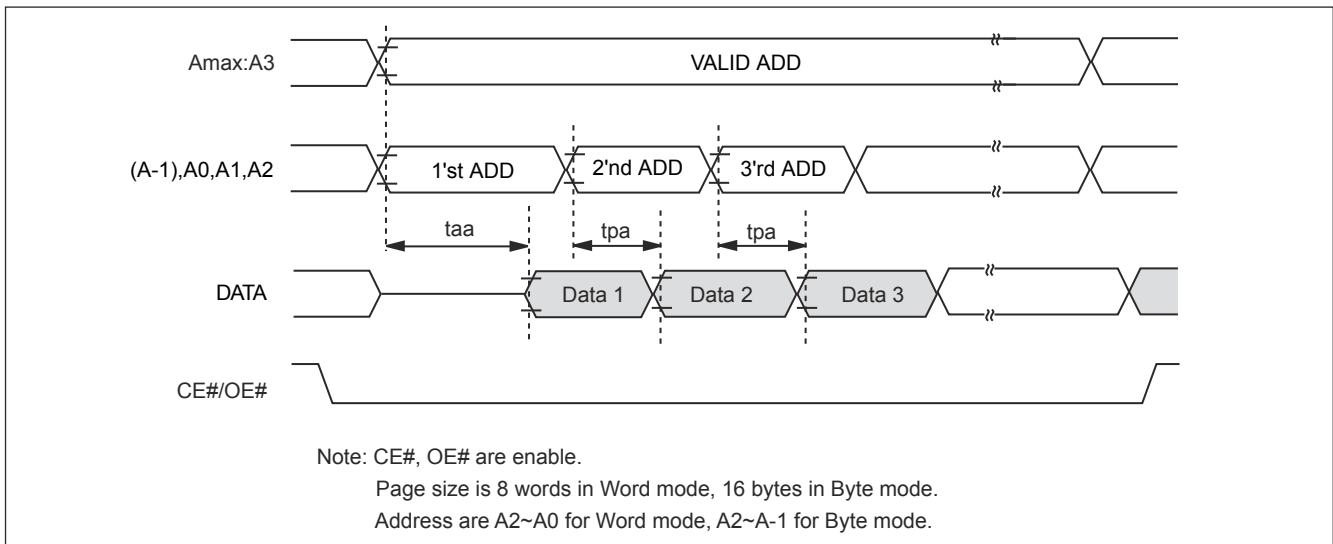 Amax:A3
VALID ADD
(A-1),A0,A1,A2
1'st ADD
2'nd ADD
3'rd ADD
taa
tpa
tpa
DATA
Data 1
Data 2
Data 3
CE#/OE#
Note: CE#, OE# are enable.
Page size is 8 words in Word mode, 16 bytes in Byte mode.
Address are A2~A0 for Word mode, A2~A-1 for Byte mode.